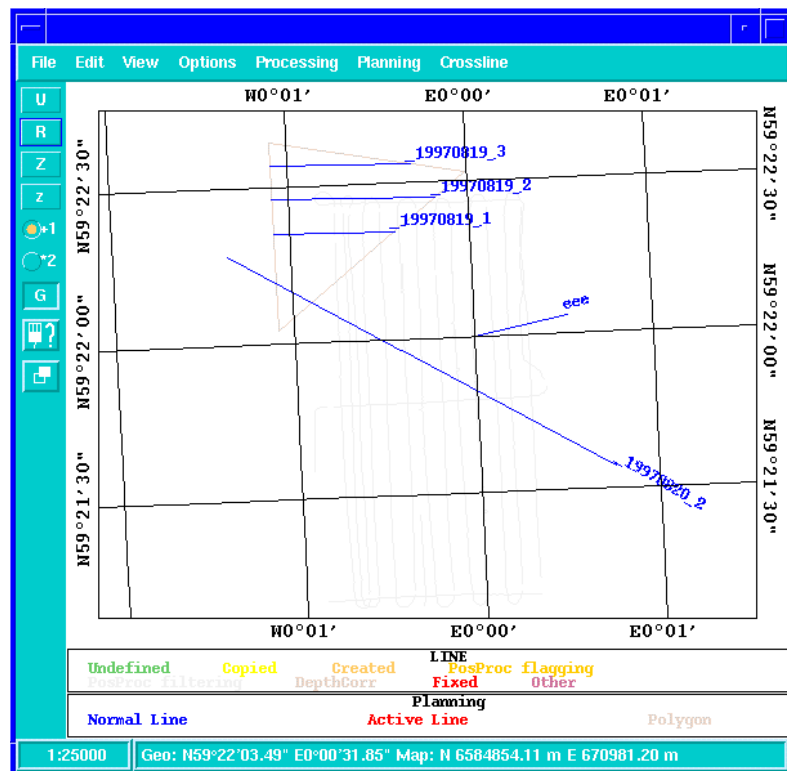 File Edit View Options Processing Planning Crossline
U
R
Z
z
+1
*2
G
?
W0°01' E0°00' E0°01'
N59°22'30" N59°22'30"
19970819_3
19970819_2
19970819_1
eee
N59°22'00" N59°22'00"
19970820_2
N59°21'30" N59°21'30"
W0°01' E0°00' E0°01'
LINE
Undefined Copied Created PosProc flagging
PosProc filtering DepthCorr Fixed Other
Planning
Normal Line Active Line Polygon
1:25000 Geo: N59°22'03.49" E0°00'31.85" Map: N 6584854.11 m E 670981.20 m